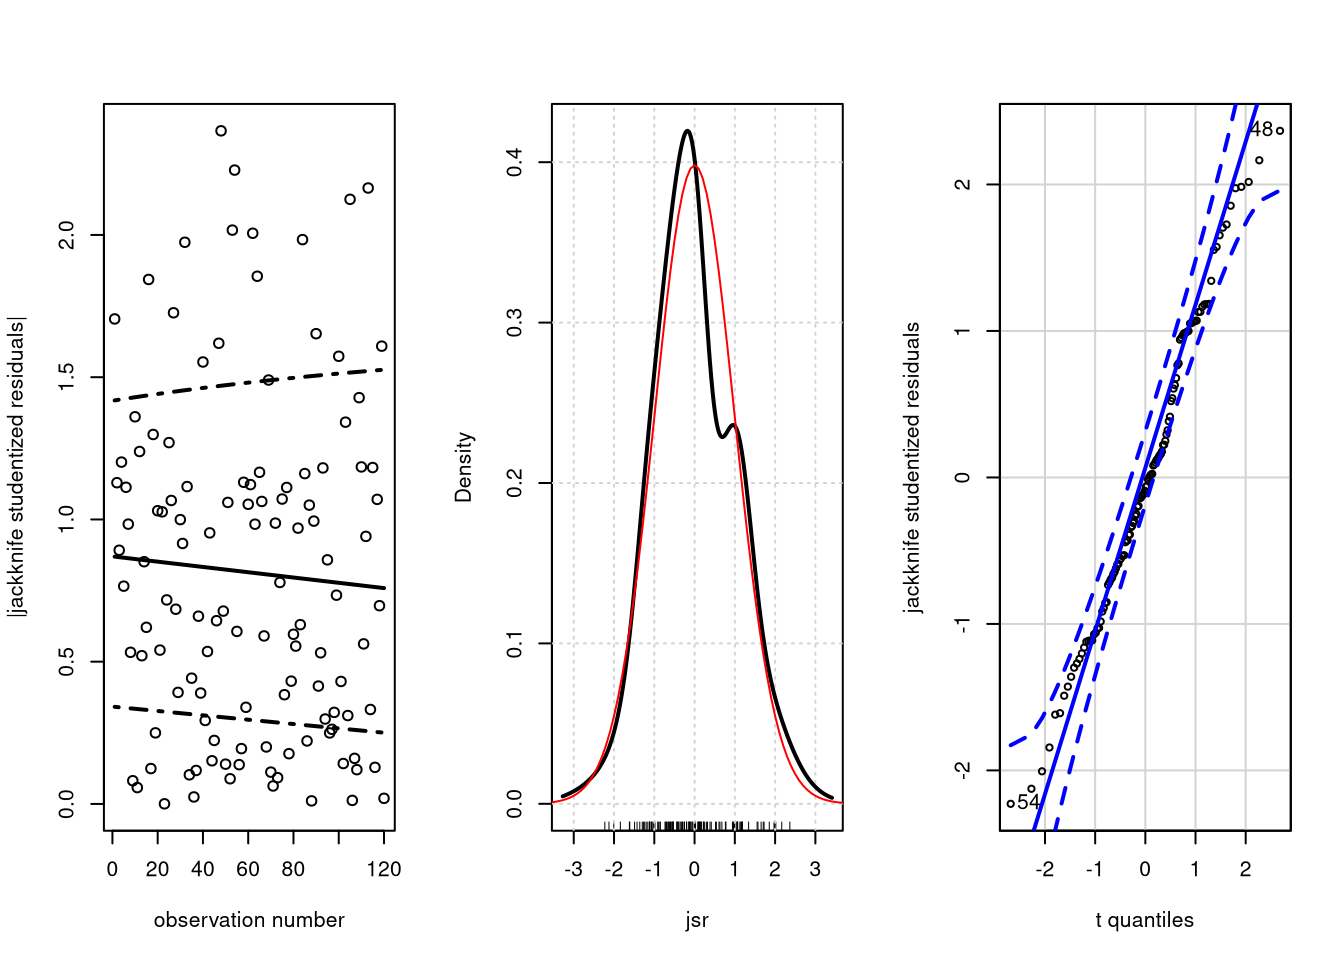 |jackknife studentized residuals|
2.0
1.5
1.0
0.5
0.0
0 20 40 60 80 120
observation number
Density
0.4
0.3
0.2
0.1
0.0
-3 -2 -1 0 1 2 3
jsr
jackknife studentized residuals
2
1
0
-1
-2
48
54
-2 -1 0 1 2
t quantiles